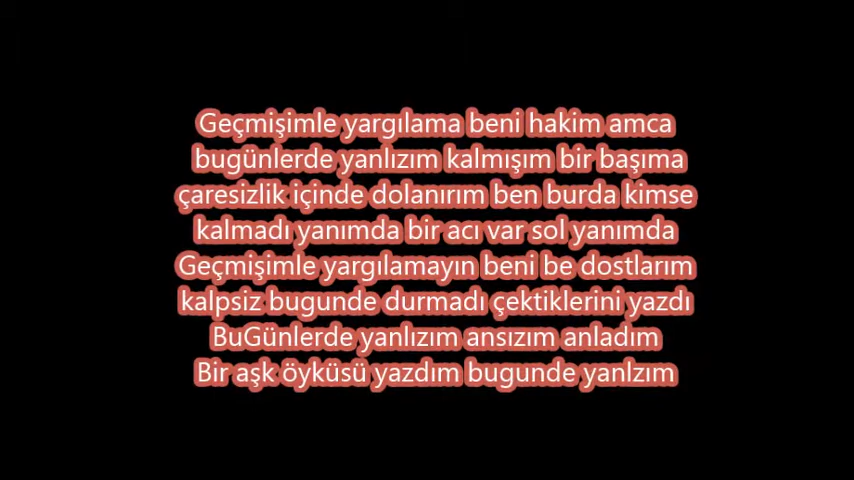 Geçmişimle yargılama beni hakim amca
bugünlerde yanlızım kalmışım bir başıma
çaresizlik içinde dolanırım ben burda kimse
kalmadı yanımda bir acı var sol yanımda
Geçmişimle yargılamayın beni be dostlarım
kalpsiz bugunde durmadı çektiklerini yazdı
BuGünlerde yanlızım ansızım anladım
Bir aşk öyküsü yazdım bugunde yanlzım